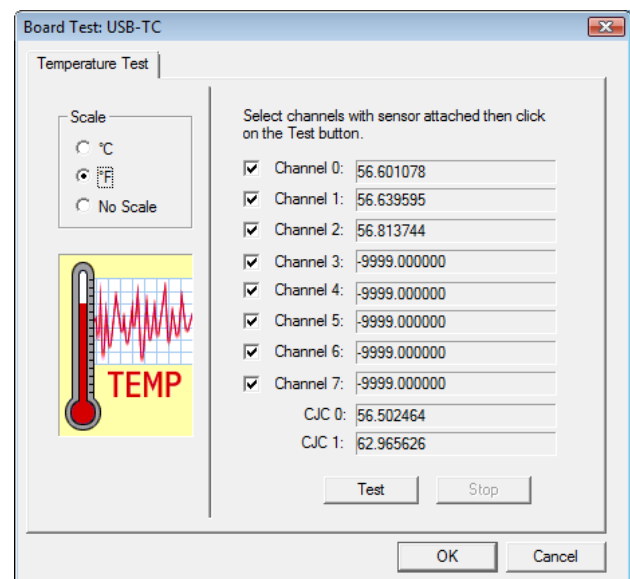 Board Test: USB-TC
Temperature Test
Scale
°C
°F
No Scale
TEMP
Select channels with sensor attached then click
on the Test button.
Channel 0: 56.601078
Channel 1: 56.639595
Channel 2: 56.813744
Channel 3: -9999.000000
Channel 4: -9999.000000
Channel 5: -9999.000000
Channel 6: -9999.000000
Channel 7: -9999.000000
CJC 0: 56.502464
CJC 1: 62.965626
Test Stop
OK Cancel